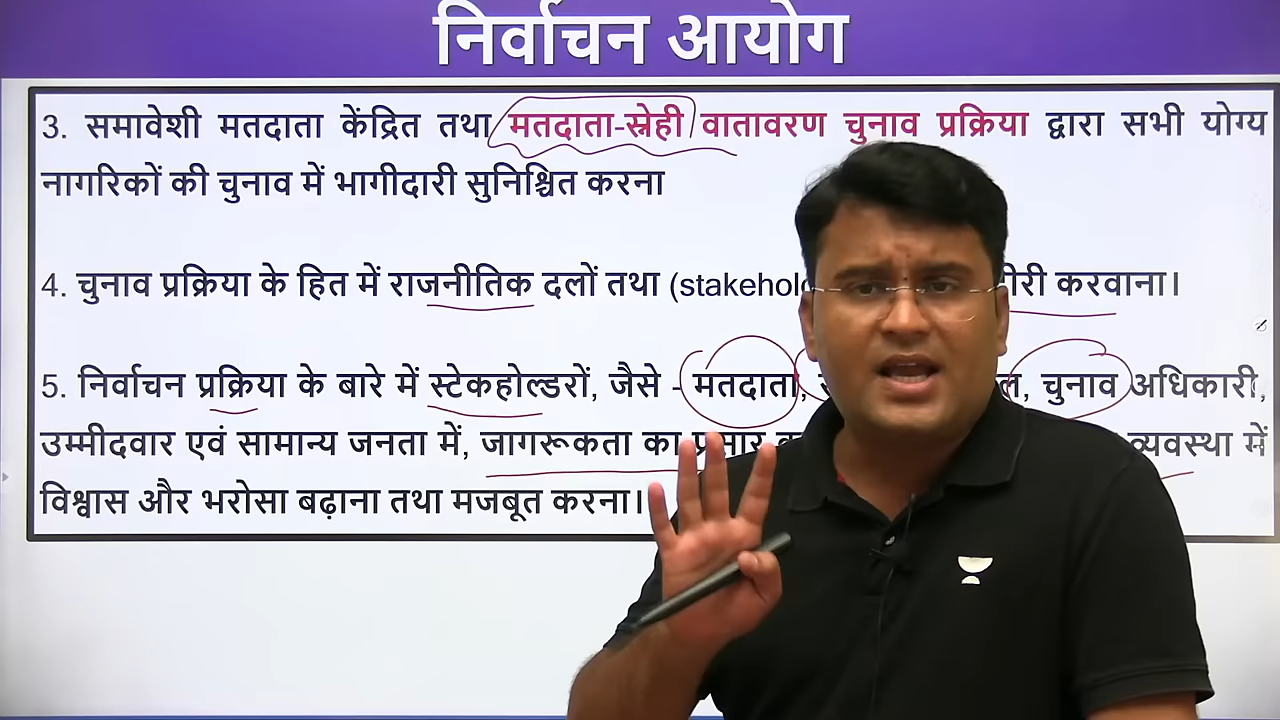 निर्वाचन आयोग
3. समावेशी मतदाता केंद्रित तथा मतदाता-स्नेही वातावरण चुनाव प्रक्रिया द्वारा सभी योग्य
नागरिकों की चुनाव में भागीदारी सुनिश्चित करना
4. चुनाव प्रक्रिया के हित में राजनीतिक दलों तथा करवाना।
5. निर्वाचन प्रक्रिया के बारे में स्टेकहोल्डरों, जैसे - मतदाता, चुनाव अधिकारी,
उम्मीदवार एवं सामान्य जनता में, जागरूकता का प्रसार व्यवस्था में
विश्वास और भरोसा बढ़ाना तथा मजबूत करना।